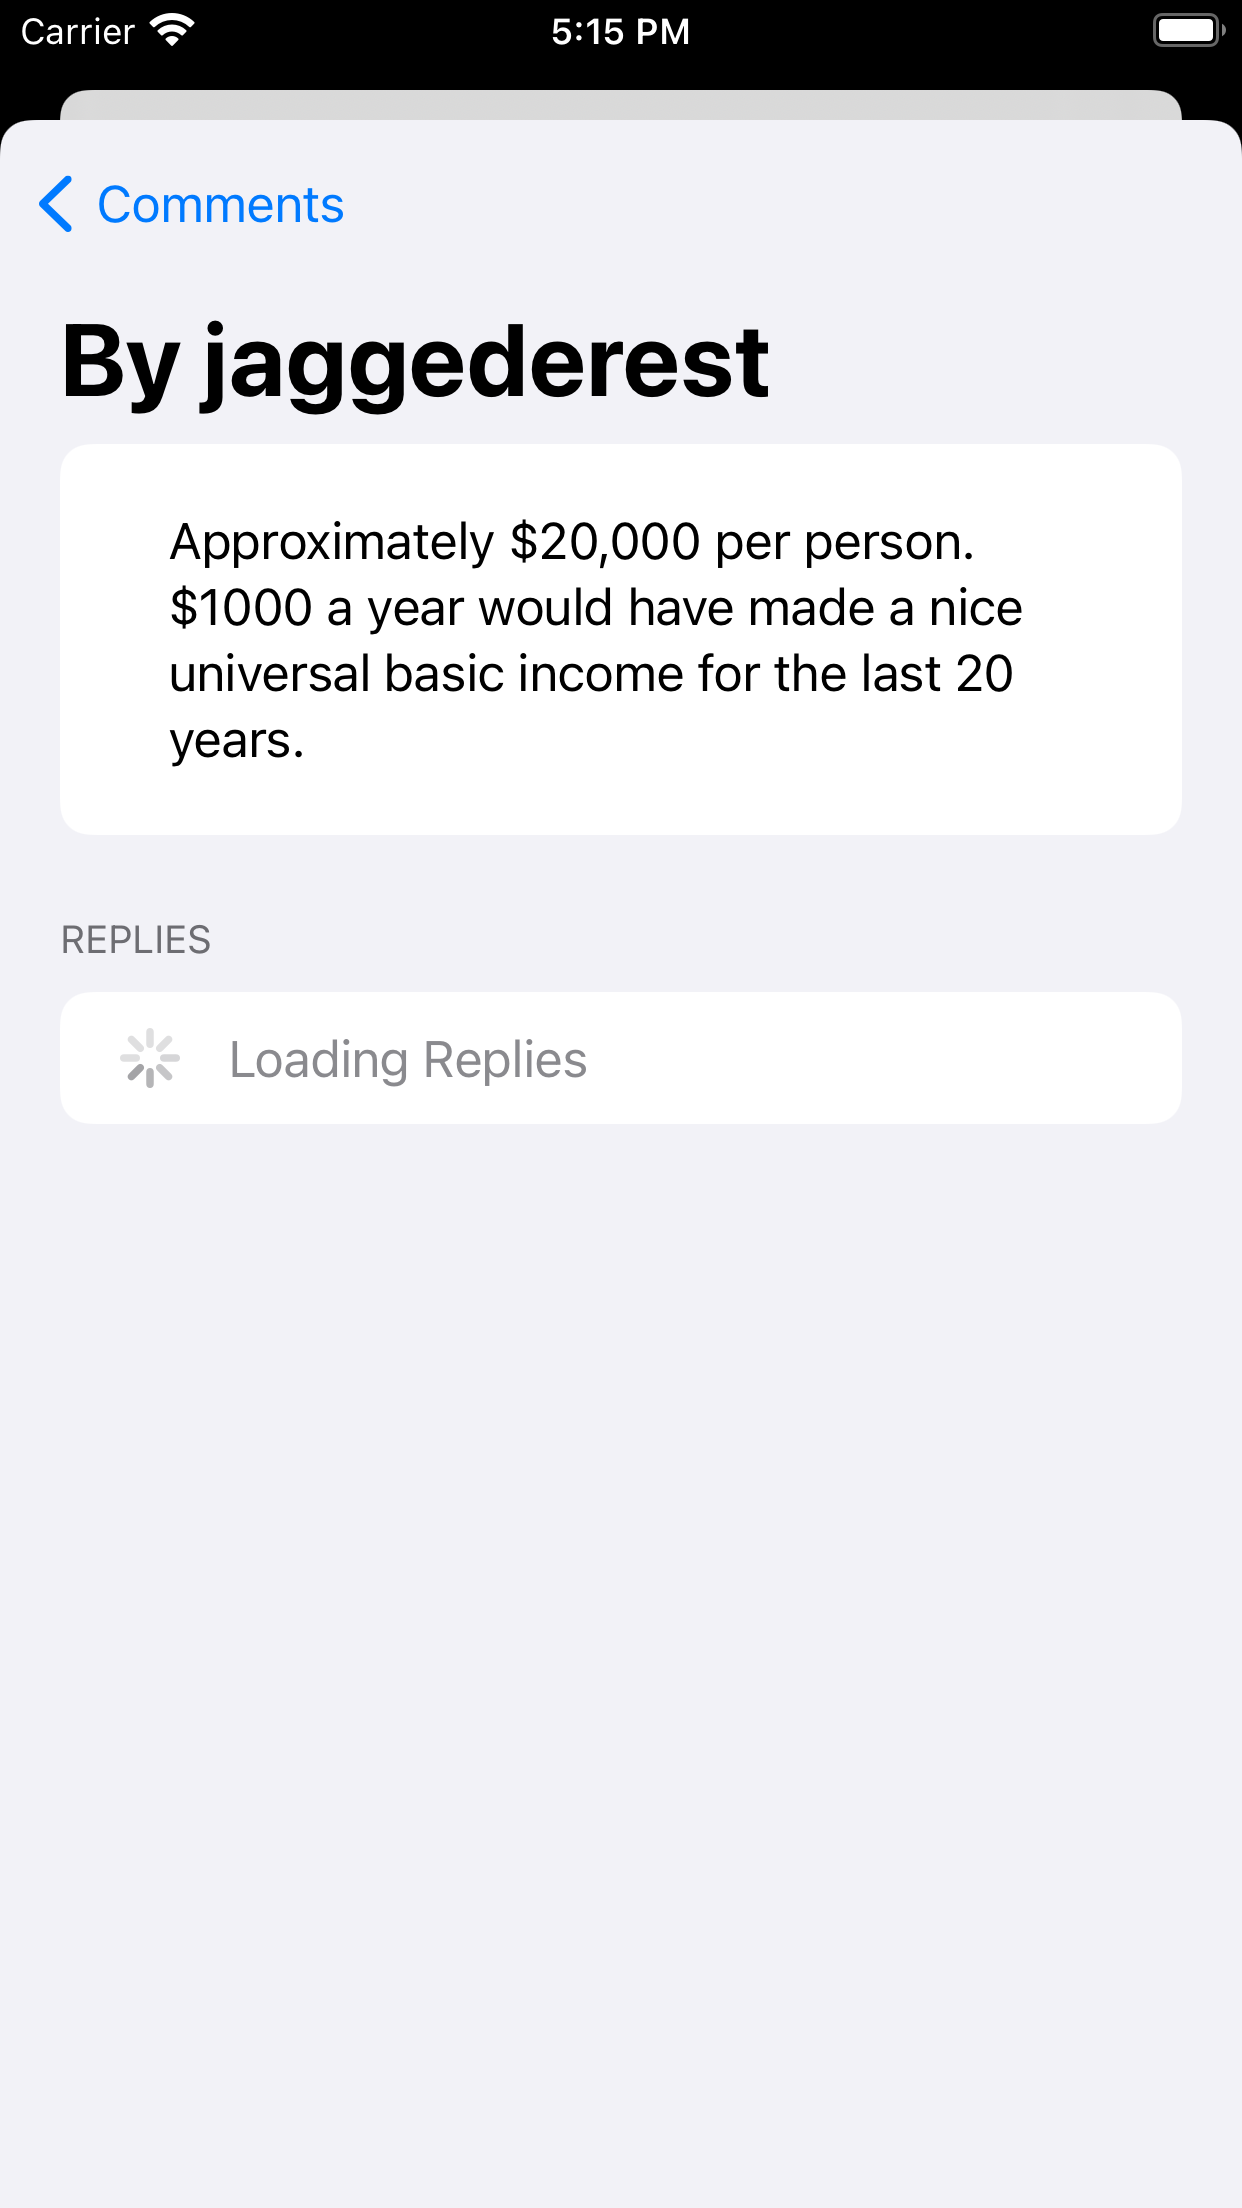 Carrier
5:15 PM
Comments
By jaggederest
Approximately $20,000 per person.
$1000 a year would have made a nice
universal basic income for the last 20
years.
REPLIES
Loading Replies